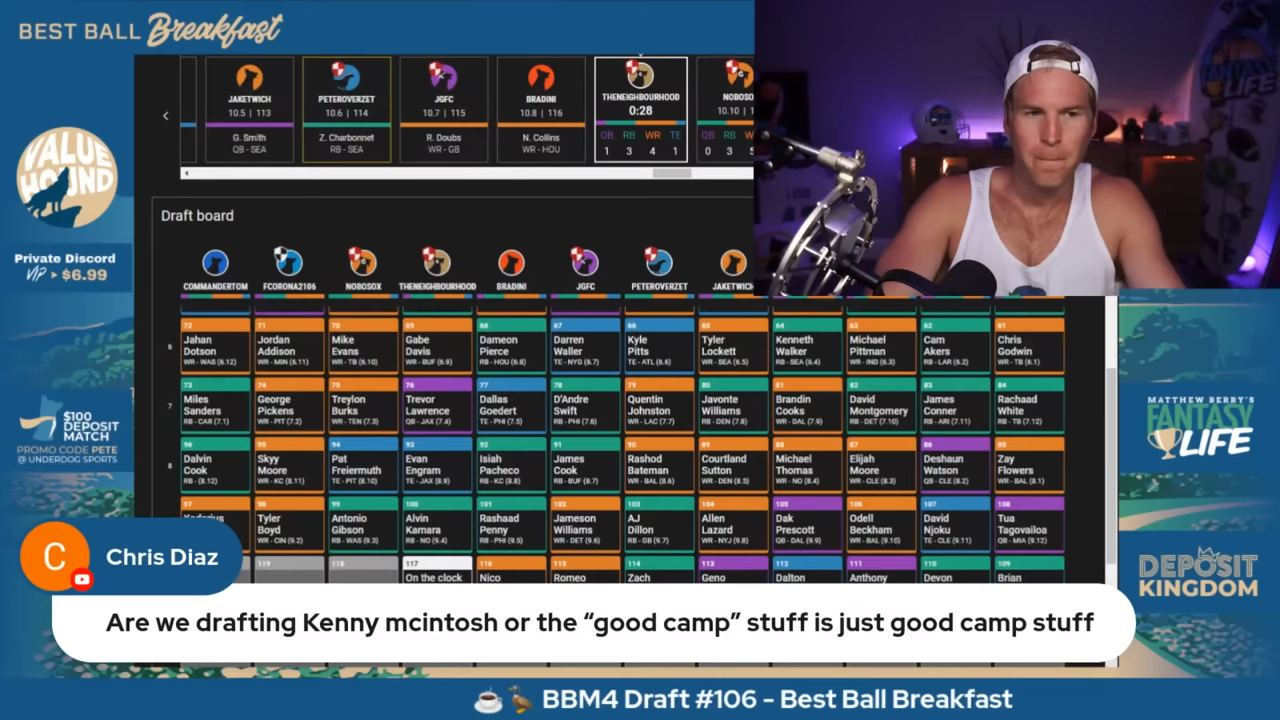 BEST BALL Breakfast
JAKETWICH
10.5 | 113
G. Smith
QB - SEA
PETEROVERZET
10.6 | 114
Z. Charbonnet
RB - SEA
JGFC
10.7 | 115
R. Doubs
WR - GB
BRADINI
10.8 | 116
N. Collins
WR - HOU
THENEIGHBOURHOOD
0:28
QB RB WR TE
1 3 4 1
NOBOSO
10.10 | 1
QB RB W
0 3 5
VALUE HOUND
Private Discord
VIP ▸ $6.99
$100
DEPOSIT
MATCH
PROMO CODE PETE
@ UNDERDOG SPORTS
Draft board
COMMANDERTOM FCORONA2106 NOBOSOX THENEIGHBOURHOOD BRADINI JGFC PETEROVERZET JAKETWICH
6
72 71 70 69 68 67 66 65 64 63 62 61
Jahan Jordan Mike Gabe Dameon Darren Kyle Tyler Kenneth Michael Cam Chris
Dotson Addison Evans Davis Pierce Waller Pitts Lockett Walker Pittman Akers Godwin
WR - WAS (6.12) WR - MIN (6.11) WR - TB (6.10) WR - BUF (6.9) RB - HOU (6.8) TE - NYG (6.7) TE - ATL (6.6) WR - SEA (6.5) RB - SEA (6.4) WR - IND (6.3) RB - LAR (6.2) WR - TB (6.1)
7
73 74 75 76 77 78 79 80 81 82 83 84
Miles George Treylon Trevor Dallas D'Andre Quentin Javonte Brandin David James Rachaad
Sanders Pickens Burks Lawrence Goedert Swift Johnston Williams Cooks Montgomery Conner White
RB - CAR (7.1) WR - PIT (7.2) WR - TEN (7.3) QB - JAX (7.4) TE - PHI (7.5) RB - PHI (7.6) WR - LAC (7.7) RB - DEN (7.8) WR - DAL (7.9) RB - DET (7.10) RB - ARI (7.11) RB - TB (7.12)
8
96 95 94 93 92 91 90 89 88 87 86 85
Dalvin Skyy Pat Evan Isiah James Rashod Courtland Michael Elijah Deshaun Zay
Cook Moore Freiermuth Engram Pacheco Cook Bateman Sutton Thomas Moore Watson Flowers
RB - (8.12) WR - KC (8.11) TE - PIT (8.10) TE - JAX (8.9) RB - KC (8.8) RB - BUF (8.7) WR - BAL (8.6) WR - DEN (8.5) WR - NO (8.4) WR - CLE (8.3) QB - CLE (8.2) WR - BAL (8.1)
97 98 99 100 101 102 103 104 105 106 107 108
Tyler Antonio Alvin Rashaad Jameson AJ Allen Dak Odell David Tua
Boyd Gibson Kamara Penny Williams Dillon Lazard Prescott Beckham Njoku Tagovailoa
WR - CIN (9.2) RB - WAS (9.3) RB - NO (9.4) RB - PHI (9.5) WR - DET (9.6) RB - GB (9.7) WR - NYJ (9.8) QB - DAL (9.9) WR - BAL (9.10) TE - CLE (9.11) QB - MIA (9.12)
119 118 117 116 115 114 113 112 111 110 109
On the clock Nico Romeo Zach Geno Dalton Anthony Devon Brian
MATTHEW BERRY'S
FANTASY
LIFE
DEPOSIT
KINGDOM
C
Chris Diaz
Are we drafting Kenny mcintosh or the “good camp” stuff is just good camp stuff
BBM4 Draft #106 - Best Ball Breakfast